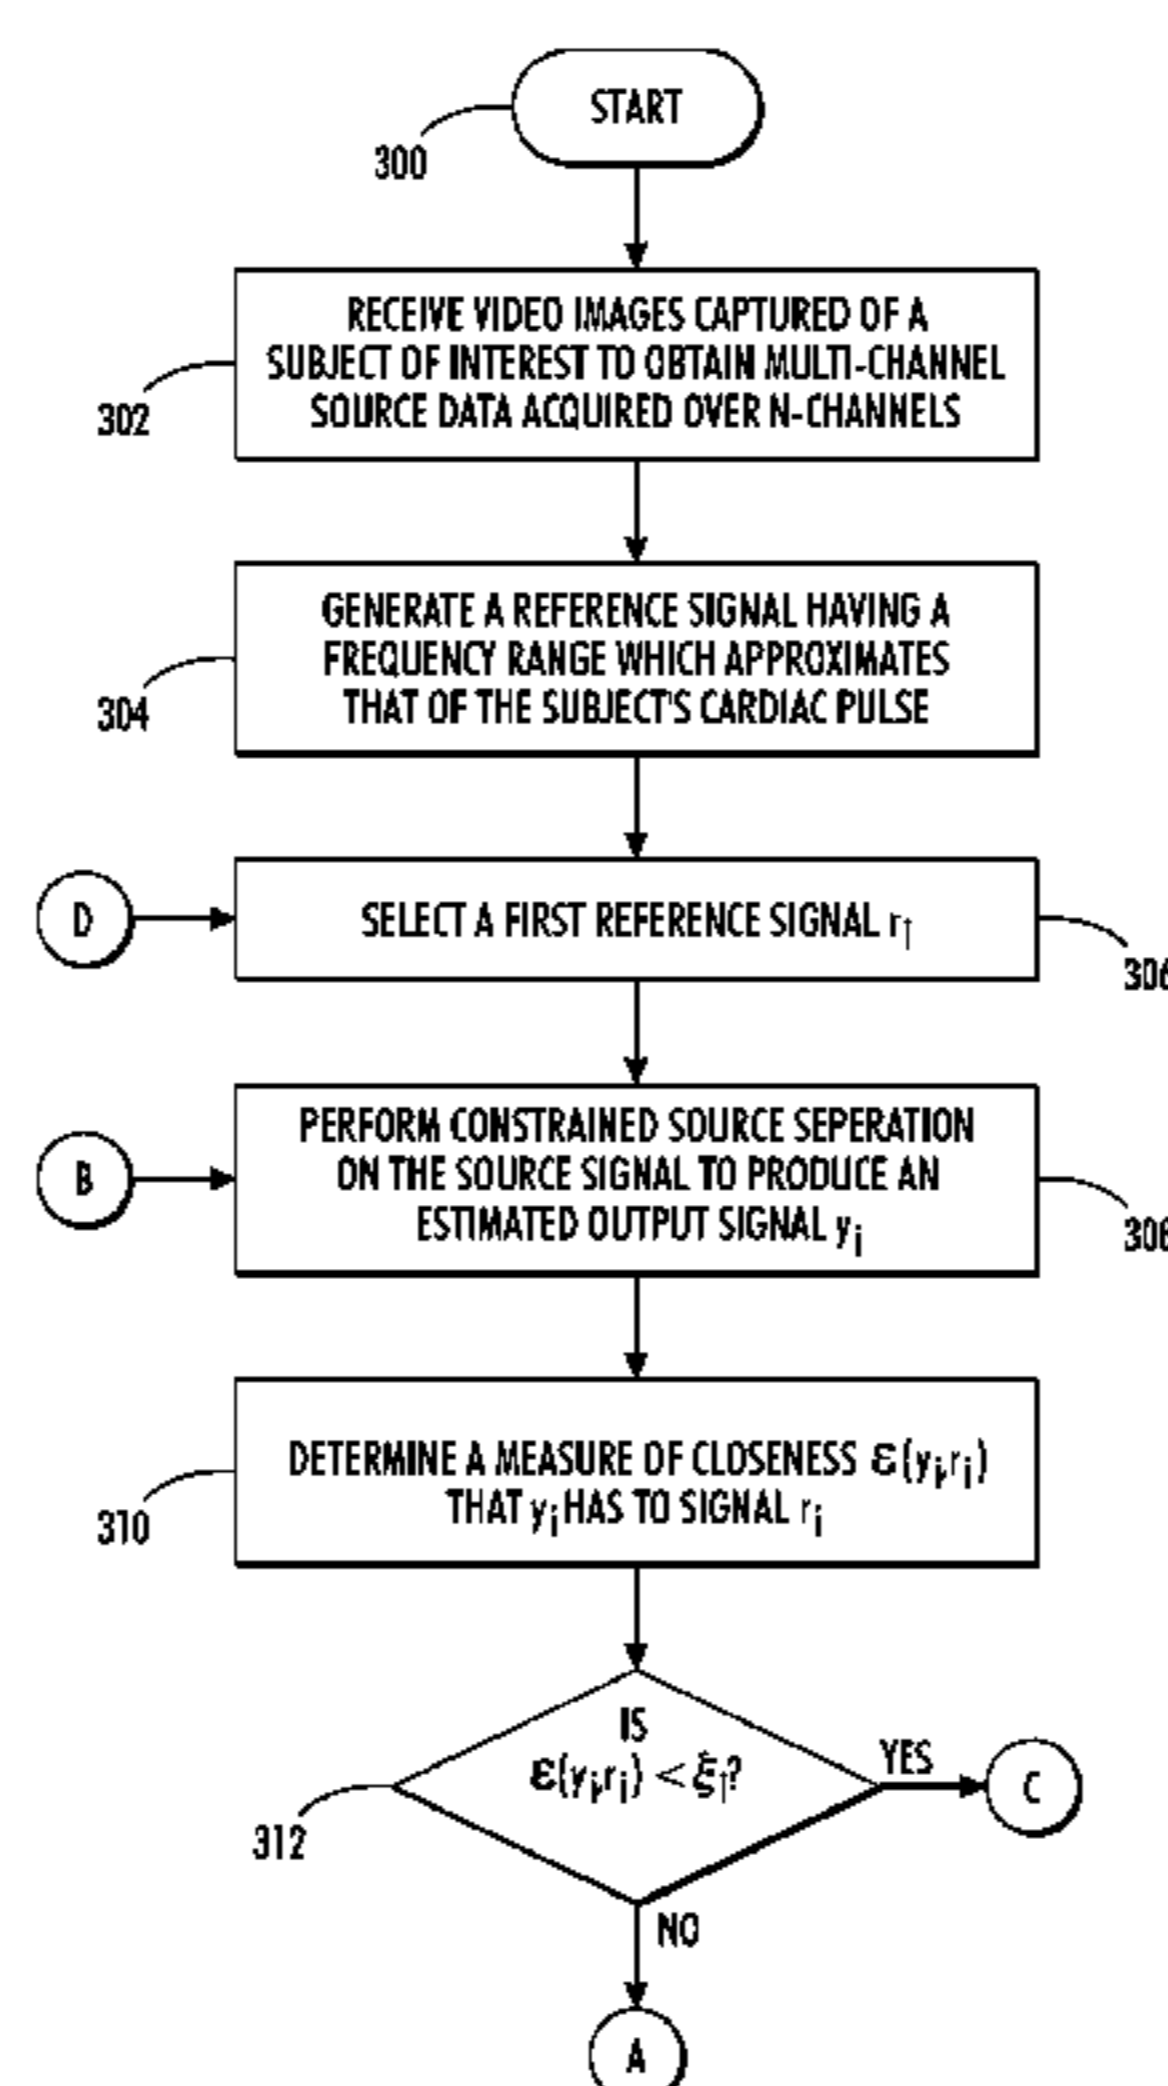 START
300
RECEIVE VIDEO IMAGES CAPTURED OF A
SUBJECT OF INTEREST TO OBTAIN MULTI-CHANNEL
SOURCE DATA ACQUIRED OVER N-CHANNELS
302
GENERATE A REFERENCE SIGNAL HAVING A
FREQUENCY RANGE WHICH APPROXIMATES
THAT OF THE SUBJECT'S CARDIAC PULSE
304
D
SELECT A FIRST REFERENCE SIGNAL r1
306
PERFORM CONSTRAINED SOURCE SEPERATION
ON THE SOURCE SIGNAL TO PRODUCE AN
ESTIMATED OUTPUT SIGNAL yi
B
DETERMINE A MEASURE OF CLOSENESS ε(yi,ri)
THAT yi HAS TO SIGNAL ri
310
IS
ε(yi,ri) < ξ1?
YES
C
312
NO
A